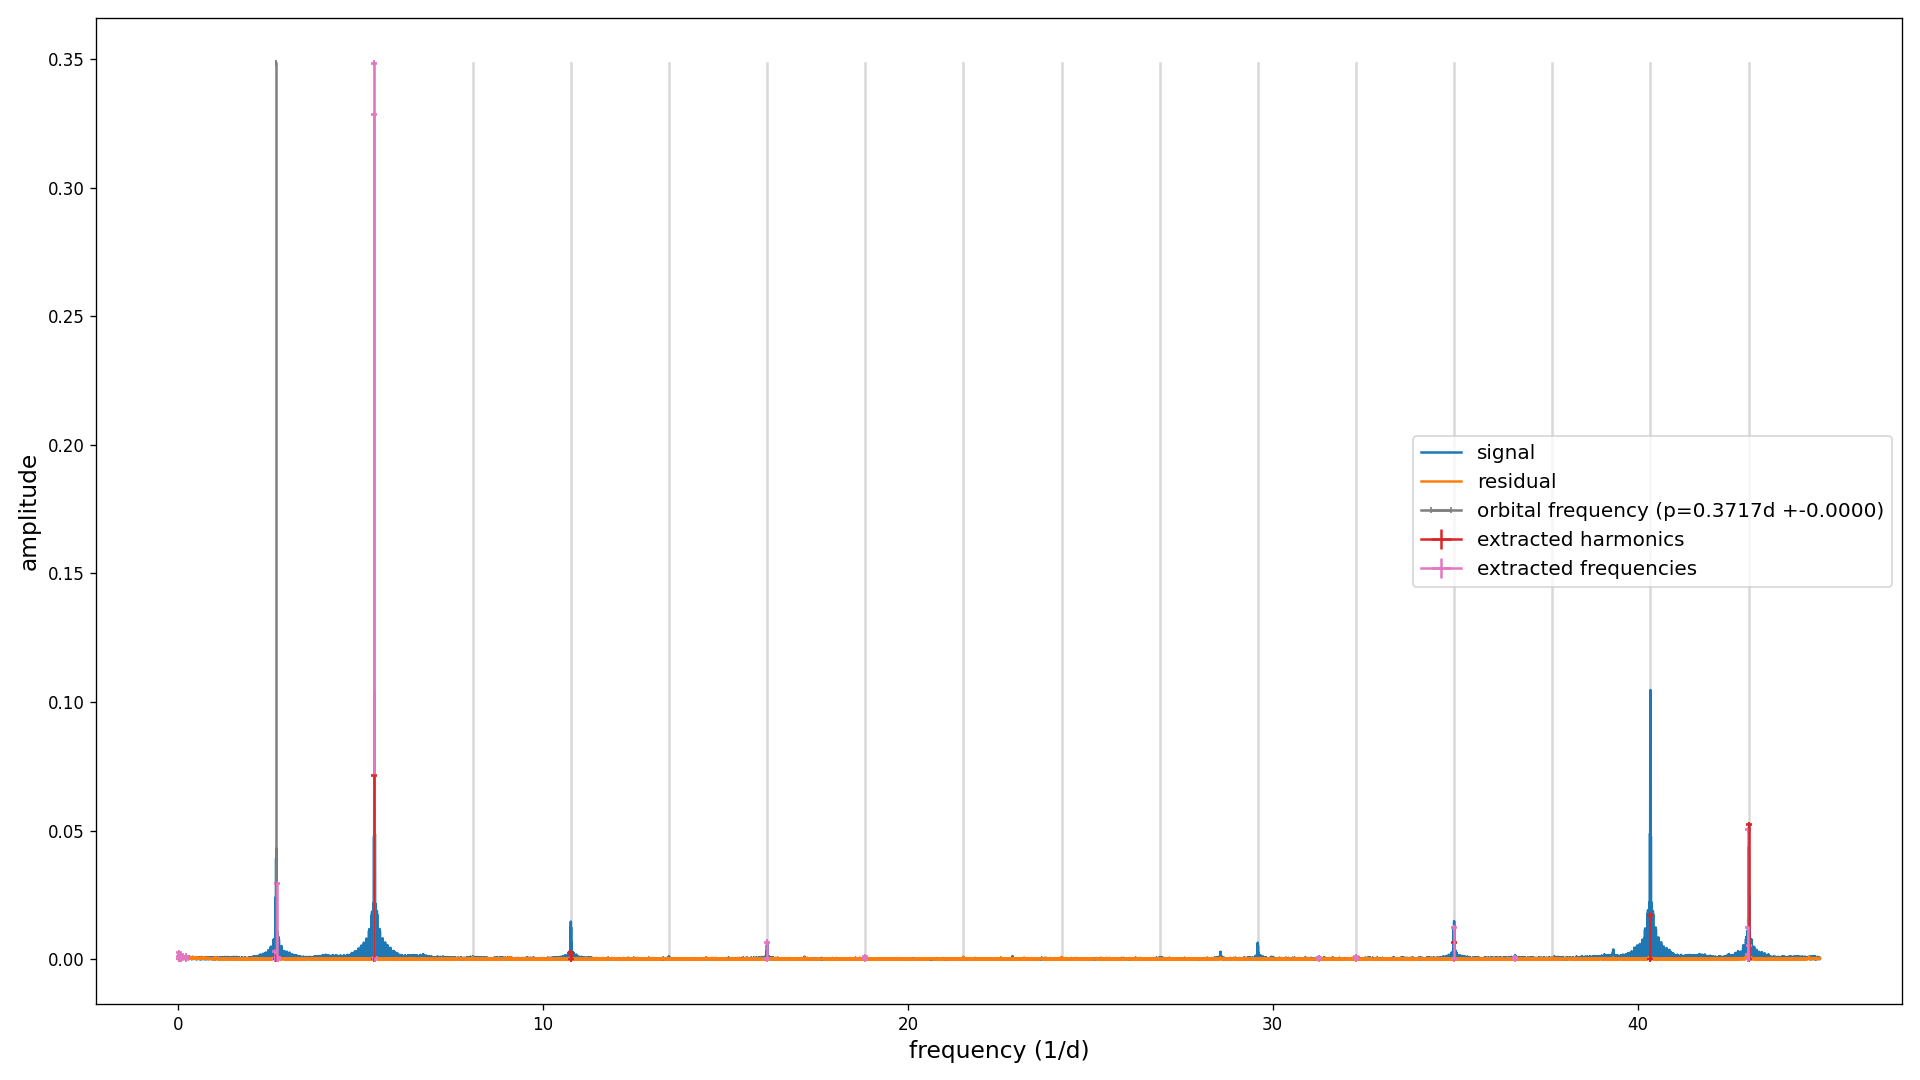 0.35
0.30
0.25
0.20
0.15
0.10
0.05
0.00
amplitude
0 10 20 30 40
frequency (1/d)
signal
residual
orbital frequency (p=0.3717d +-0.0000)
extracted harmonics
extracted frequencies